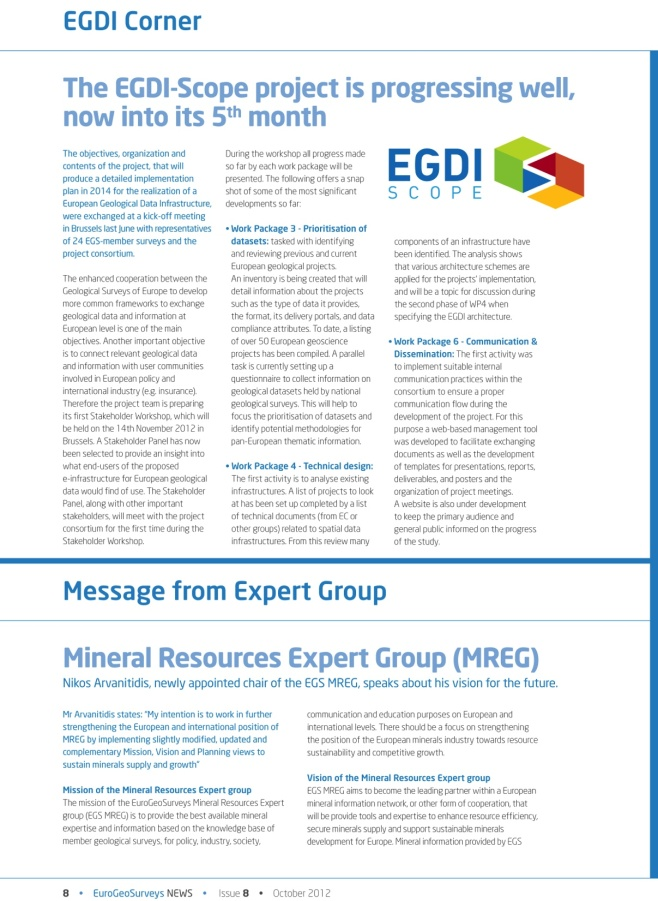 EGDI Corner
The EGDI-Scope project is progressing well,
now into its 5th month
The objectives, organization and
contents of the project, that will
produce a detailed implementation
plan in 2014 for the realization of a
European Geological Data Infrastructure,
were exchanged at a kick-off meeting
in Brussels last June with representatives
of 24 EGS-member surveys and the
project consortium.
The enhanced cooperation between the
Geological Surveys of Europe to develop
more common frameworks to exchange
geological data and information at
European level is one of the main
objectives. Another important objective
is to connect relevant geological data
and information with user communities
involved in European policy and
international industry (e.g. insurance).
Therefore the project team is preparing
its first Stakeholder Workshop, which will
be held on the 14th November 2012 in
Brussels. A Stakeholder Panel has now
been selected to provide an insight into
what end-users of the proposed
e-infrastructure for European geological
data would find of use. The Stakeholder
Panel, along with other important
stakeholders, will meet with the project
consortium for the first time during the
Stakeholder Workshop.
During the workshop all progress made
so far by each work package will be
presented. The following offers a snap
shot of some of the most significant
developments so far:
• Work Package 3 - Prioritisation of
datasets: tasked with identifying
and reviewing previous and current
European geological projects.
An inventory is being created that will
detail information about the projects
such as the type of data it provides,
the format, its delivery portals, and data
compliance attributes. To date, a listing
of over 50 European geoscience
projects has been compiled. A parallel
task is currently setting up a
questionnaire to collect information on
geological datasets held by national
geological surveys. This will help to
focus the prioritisation of datasets and
identify potential methodologies for
pan-European thematic information.
• Work Package 4 - Technical design:
The first activity is to analyse existing
infrastructures. A list of projects to look
at has been set up completed by a list
of technical documents (from EC or
other groups) related to spatial data
infrastructures. From this review many
EGDI
SCOPE
components of an infrastructure have
been identified. The analysis shows
that various architecture schemes are
applied for the projects' implementation,
and will be a topic for discussion during
the second phase of WP4 when
specifying the EGDI architecture.
• Work Package 6 - Communication &
Dissemination: The first activity was
to implement suitable internal
communication practices within the
consortium to ensure a proper
communication flow during the
development of the project. For this
purpose a web-based management tool
was developed to facilitate exchanging
documents as well as the development
of templates for presentations, reports,
deliverables, and posters and the
organization of project meetings.
A website is also under development
to keep the primary audience and
general public informed on the progress
of the study.
Message from Expert Group
Mineral Resources Expert Group (MREG)
Nikos Arvanitidis, newly appointed chair of the EGS MREG, speaks about his vision for the future.
Mr Arvanitidis states: "My intention is to work in further
strengthening the European and international position of
MREG by implementing slightly modified, updated and
complementary Mission, Vision and Planning views to
sustain minerals supply and growth"
Mission of the Mineral Resources Expert group
The mission of the EuroGeoSurveys Mineral Resources Expert
group (EGS MREG) is to provide the best available mineral
expertise and information based on the knowledge base of
member geological surveys, for policy, industry, society,
communication and education purposes on European and
international levels. There should be a focus on strengthening
the position of the European minerals industry towards resource
sustainability and competitive growth.
Vision of the Mineral Resources Expert group
EGS MREG aims to become the leading partner within a European
mineral information network, or other form of cooperation, that
will be provide tools and expertise to enhance resource efficiency,
secure minerals supply and support sustainable minerals
development for Europe. Mineral information provided by EGS
8 • EuroGeoSurveys NEWS • Issue 8 • October 2012